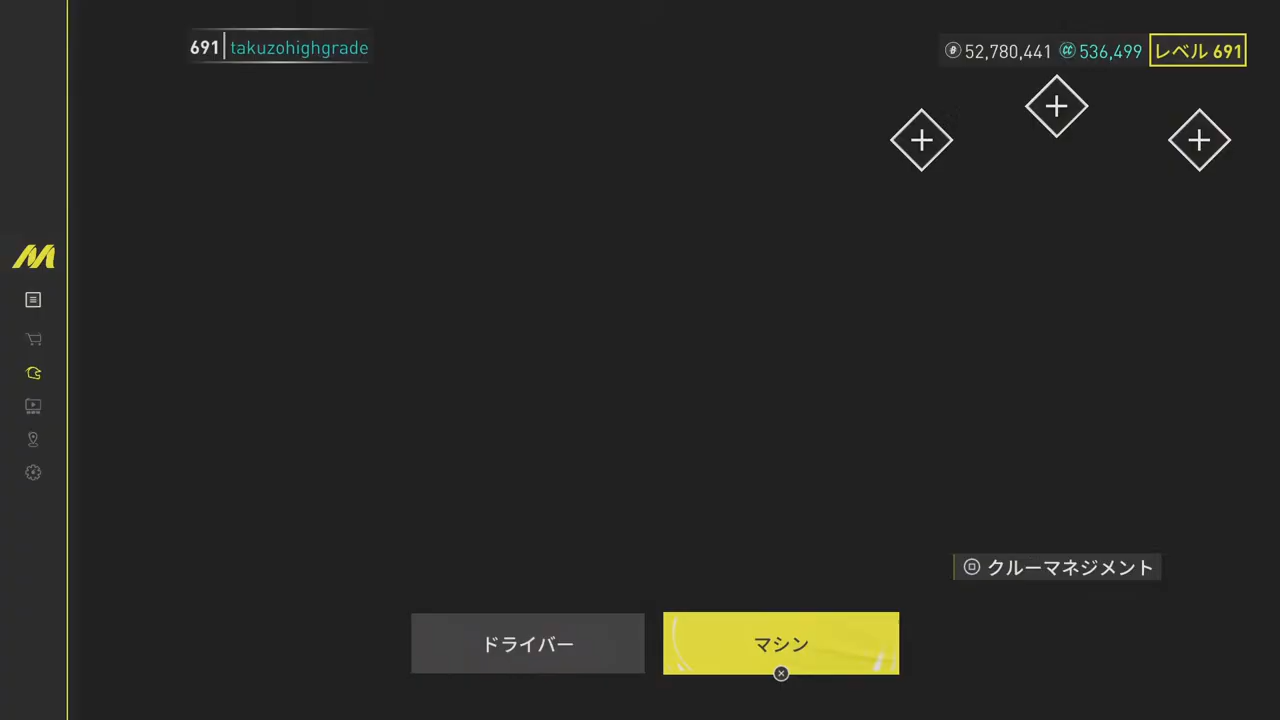 691 takuzohighgrade
52,780,441 536,499 レベル 691
クルーマネジメント
ドライバー
マシン